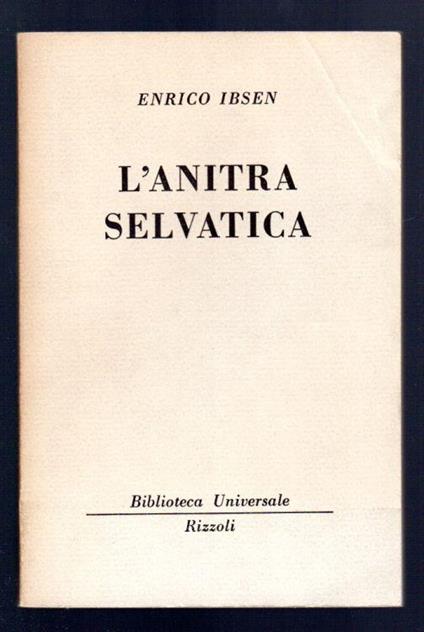 ENRICO IBSEN
L'ANITRA
SELVATICA
Biblioteca Universale
Rizzoli